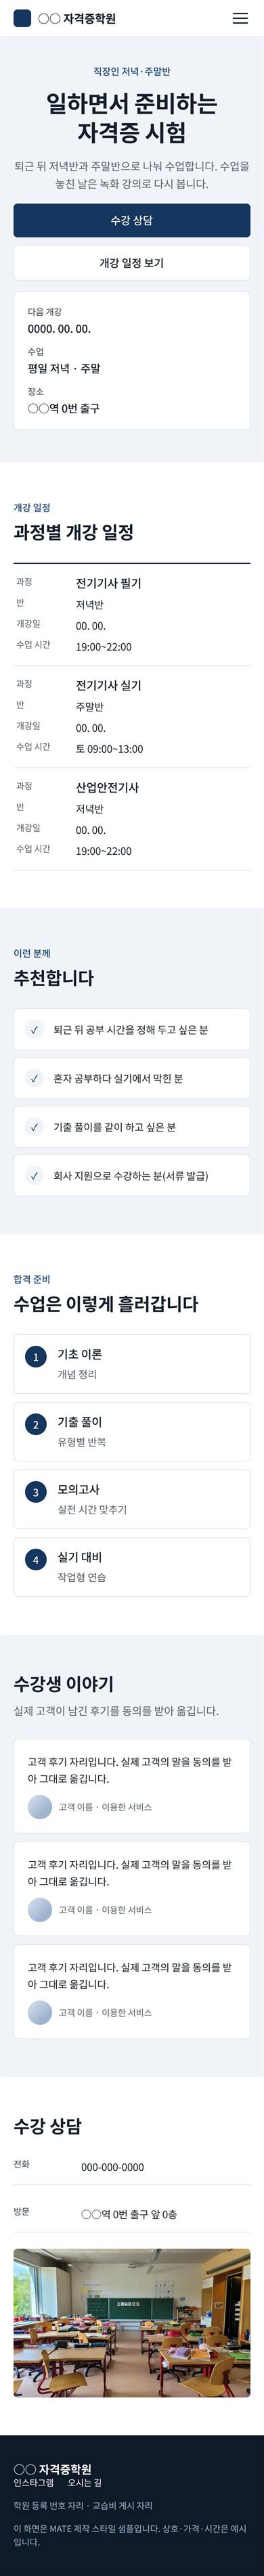 ○○ 자격증학원
직장인 저녁·주말반
일하면서 준비하는
자격증 시험
퇴근 뒤 저녁반과 주말반으로 나눠 수업합니다. 수업을
놓친 날은 녹화 강의로 다시 봅니다.
수강 상담
개강 일정 보기
다음 개강
0000. 00. 00.
수업
평일 저녁 · 주말
장소
○○역 0번 출구
개강 일정
과정별 개강 일정
과정 전기기사 필기
반 저녁반
개강일 00. 00.
수업 시간 19:00~22:00
과정 전기기사 실기
반 주말반
개강일 00. 00.
수업 시간 토 09:00~13:00
과정 산업안전기사
반 저녁반
개강일 00. 00.
수업 시간 19:00~22:00
이런 분께
추천합니다
✓ 퇴근 뒤 공부 시간을 정해 두고 싶은 분
✓ 혼자 공부하다 실기에서 막힌 분
✓ 기출 풀이를 같이 하고 싶은 분
✓ 회사 지원으로 수강하는 분(서류 발급)
합격 준비
수업은 이렇게 흘러갑니다
1 기초 이론
개념 정리
2 기출 풀이
유형별 반복
3 모의고사
실전 시간 맞추기
4 실기 대비
작업형 연습
수강생 이야기
실제 고객이 남긴 후기를 동의를 받아 옮깁니다.
고객 후기 자리입니다. 실제 고객의 말을 동의를 받
아 그대로 옮깁니다.
고객 이름 · 이용한 서비스
고객 후기 자리입니다. 실제 고객의 말을 동의를 받
아 그대로 옮깁니다.
고객 이름 · 이용한 서비스
고객 후기 자리입니다. 실제 고객의 말을 동의를 받
아 그대로 옮깁니다.
고객 이름 · 이용한 서비스
수강 상담
전화 000-000-0000
방문 ○○역 0번 출구 앞 0층
○○ 자격증학원
인스타그램 오시는 길
학원 등록 번호 자리 · 교습비 게시 자리
이 화면은 MATE 제작 스타일 샘플입니다. 상호·가격·시간은 예시
입니다.